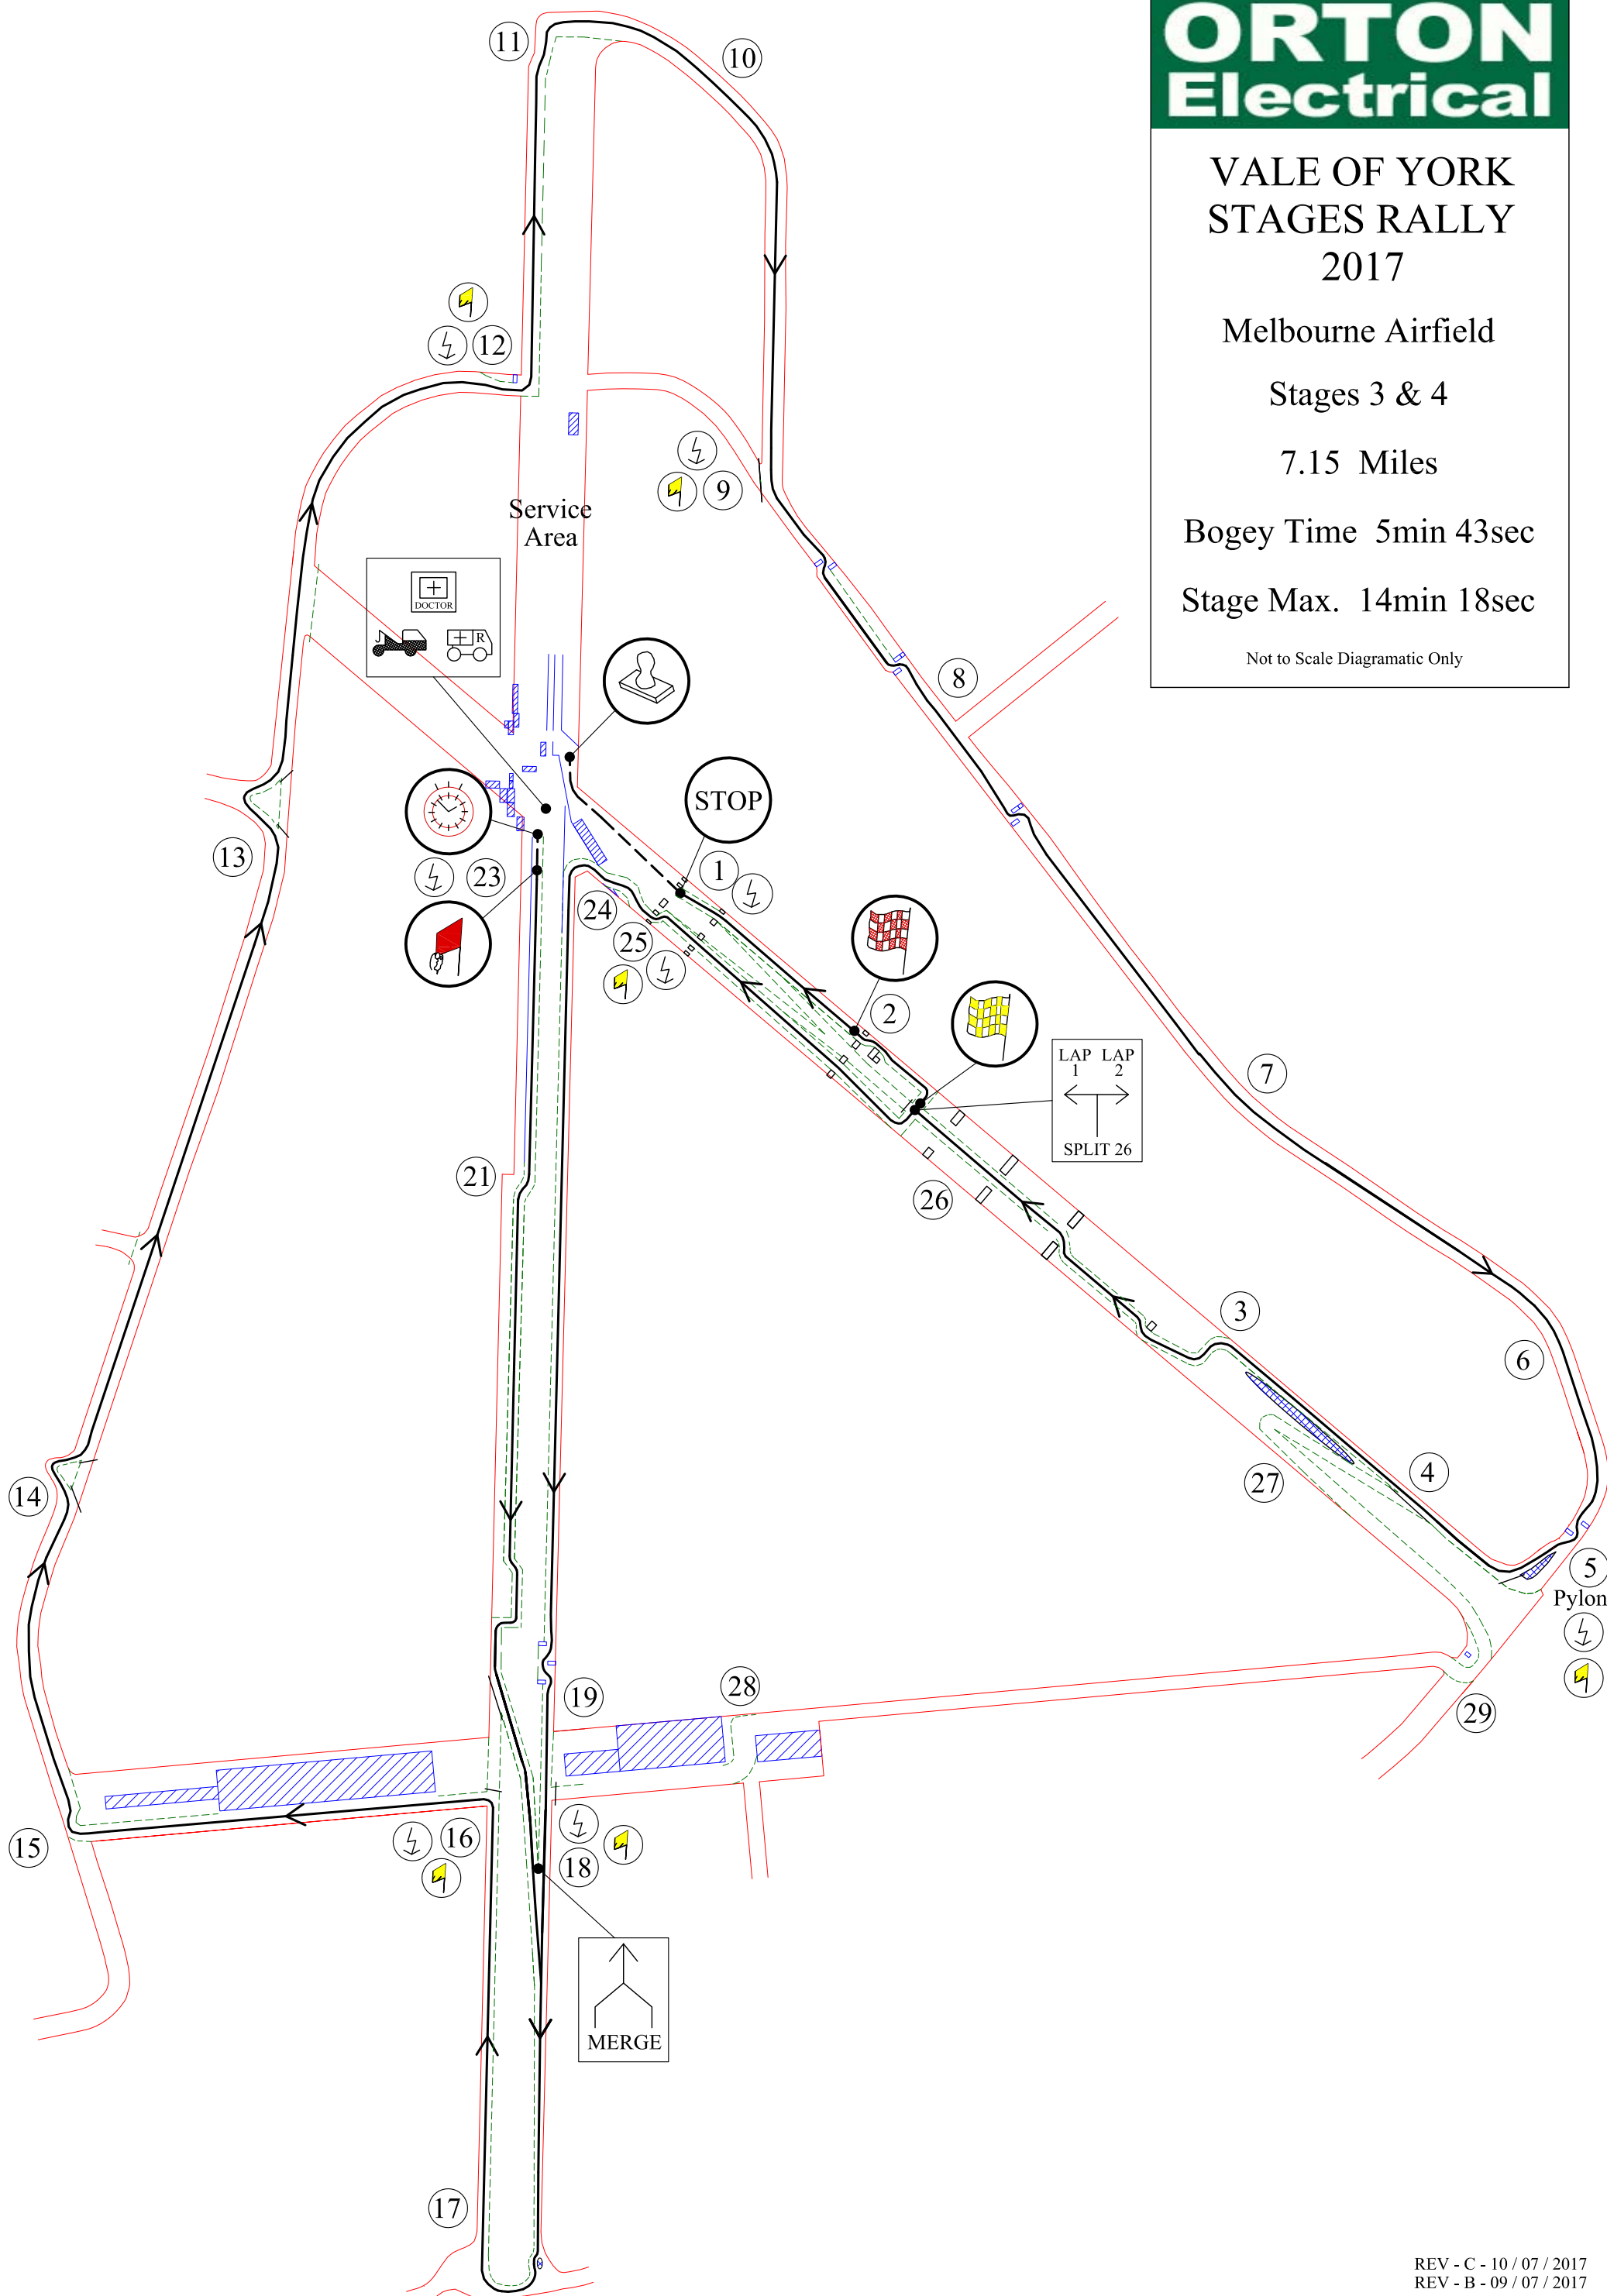 ORTON
Electrical
VALE OF YORK
STAGES RALLY
2017
Melbourne Airfield
Stages 3 & 4
7.15 Miles
Bogey Time 5min 43sec
Stage Max. 14min 18sec
Not to Scale Diagramatic Only
11
10
12
9
Service
Area
DOCTOR
R
8
STOP
1
13
23
24
25
2
LAP LAP
1 2
SPLIT 26
7
21
26
3
6
4
14
27
5
Pylon
19
28
29
15
16
18
MERGE
17
REV - C - 10 / 07 / 2017
REV - B - 09 / 07 / 2017